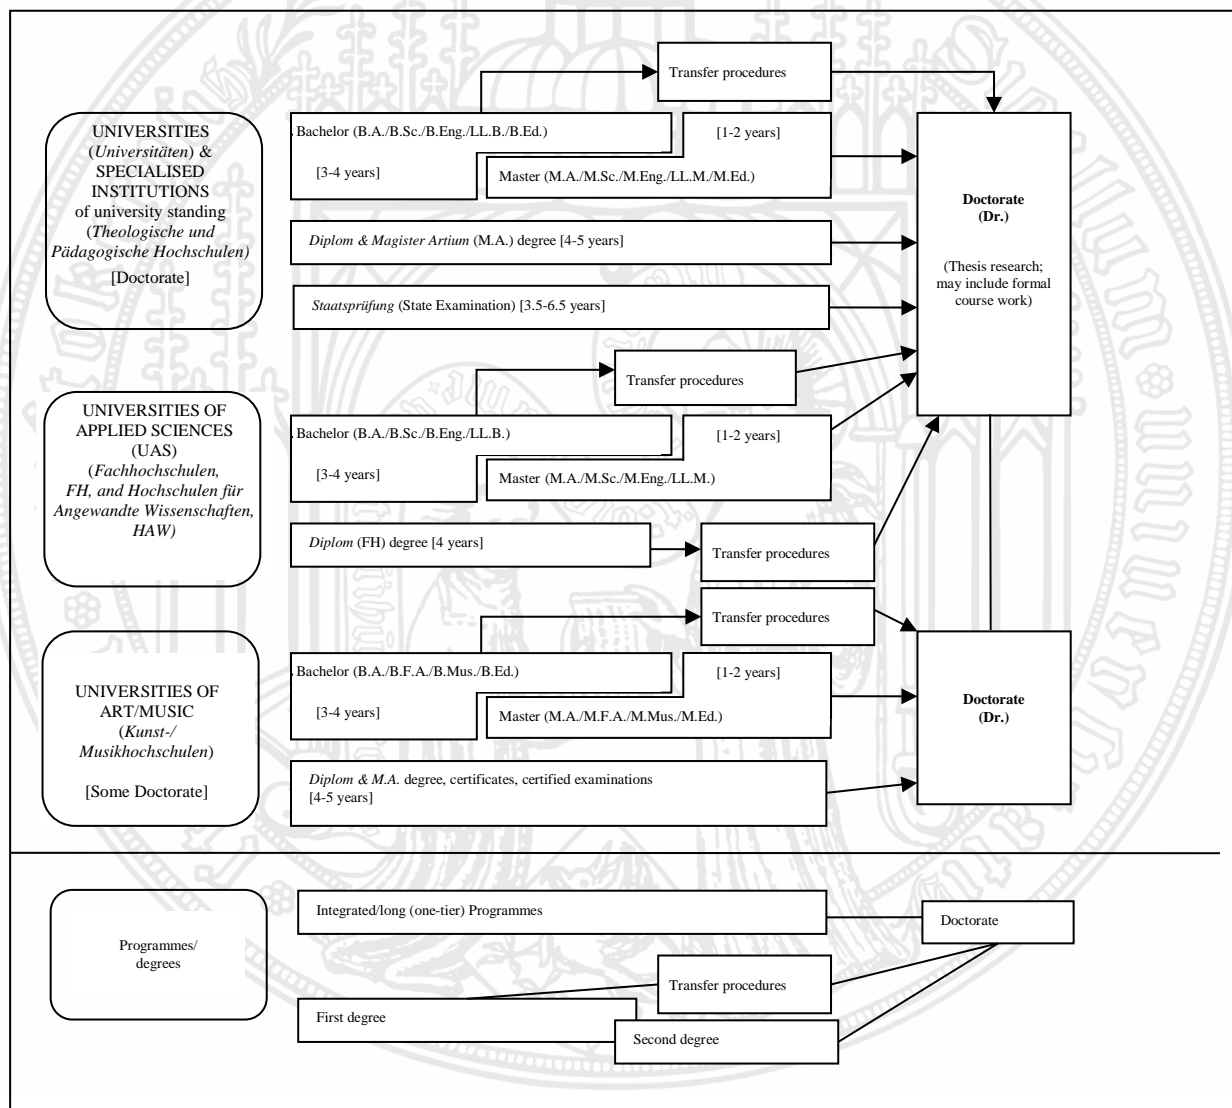 Transfer procedures
UNIVERSITIES
(Universitäten) &
SPECIALISED
INSTITUTIONS
of university standing
(Theologische und
Pädagogische Hochschulen)
[Doctorate]
Bachelor (B.A./B.Sc./B.Eng./LL.B./B.Ed.)
[3-4 years]
[1-2 years]
Master (M.A./M.Sc./M.Eng./LL.M./M.Ed.)
Diplom & Magister Artium (M.A.) degree [4-5 years]
Staatsprüfung (State Examination) [3.5-6.5 years]
Doctorate
(Dr.)
(Thesis research;
may include formal
course work)
Transfer procedures
UNIVERSITIES OF
APPLIED SCIENCES
(UAS)
(Fachhochschulen,
FH, and Hochschulen für
Angewandte Wissenschaften,
HAW)
Bachelor (B.A./B.Sc./B.Eng./LL.B.)
[3-4 years]
[1-2 years]
Master (M.A./M.Sc./M.Eng./LL.M.)
Diplom (FH) degree [4 years]
Transfer procedures
Transfer procedures
UNIVERSITIES OF
ART/MUSIC
(Kunst-/
Musikhochschulen)
[Some Doctorate]
Bachelor (B.A./B.F.A./B.Mus./B.Ed.)
[3-4 years]
[1-2 years]
Master (M.A./M.F.A./M.Mus./M.Ed.)
Diplom & M.A. degree, certificates, certified examinations
[4-5 years]
Doctorate
(Dr.)
Programmes/
degrees
Integrated/long (one-tier) Programmes
Doctorate
Transfer procedures
First degree
Second degree